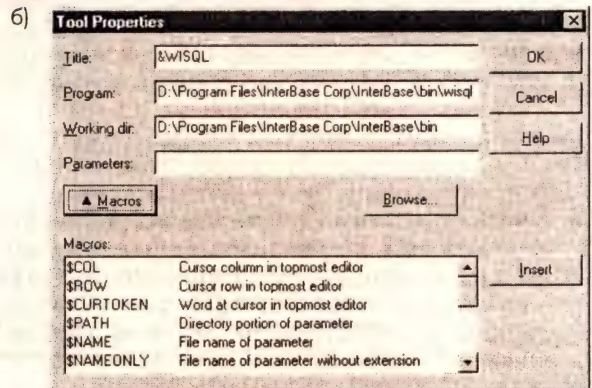 б)
Tool Properties
Title: &WISQL OK
Program: D:\Program Files\InterBase Corp\InterBase\bin\wisql Cancel
Working dir: D:\Program Files\InterBase Corp\InterBase\bin Help
Parameters:
▲ Macros Browse...
Macros:
$COL Cursor column in topmost editor Insert
$ROW Cursor row in topmost editor
$CURTOKEN Word at cursor in topmost editor
$PATH Directory portion of parameter
$NAME File name of parameter
$NAMEONLY File name of parameter without extension